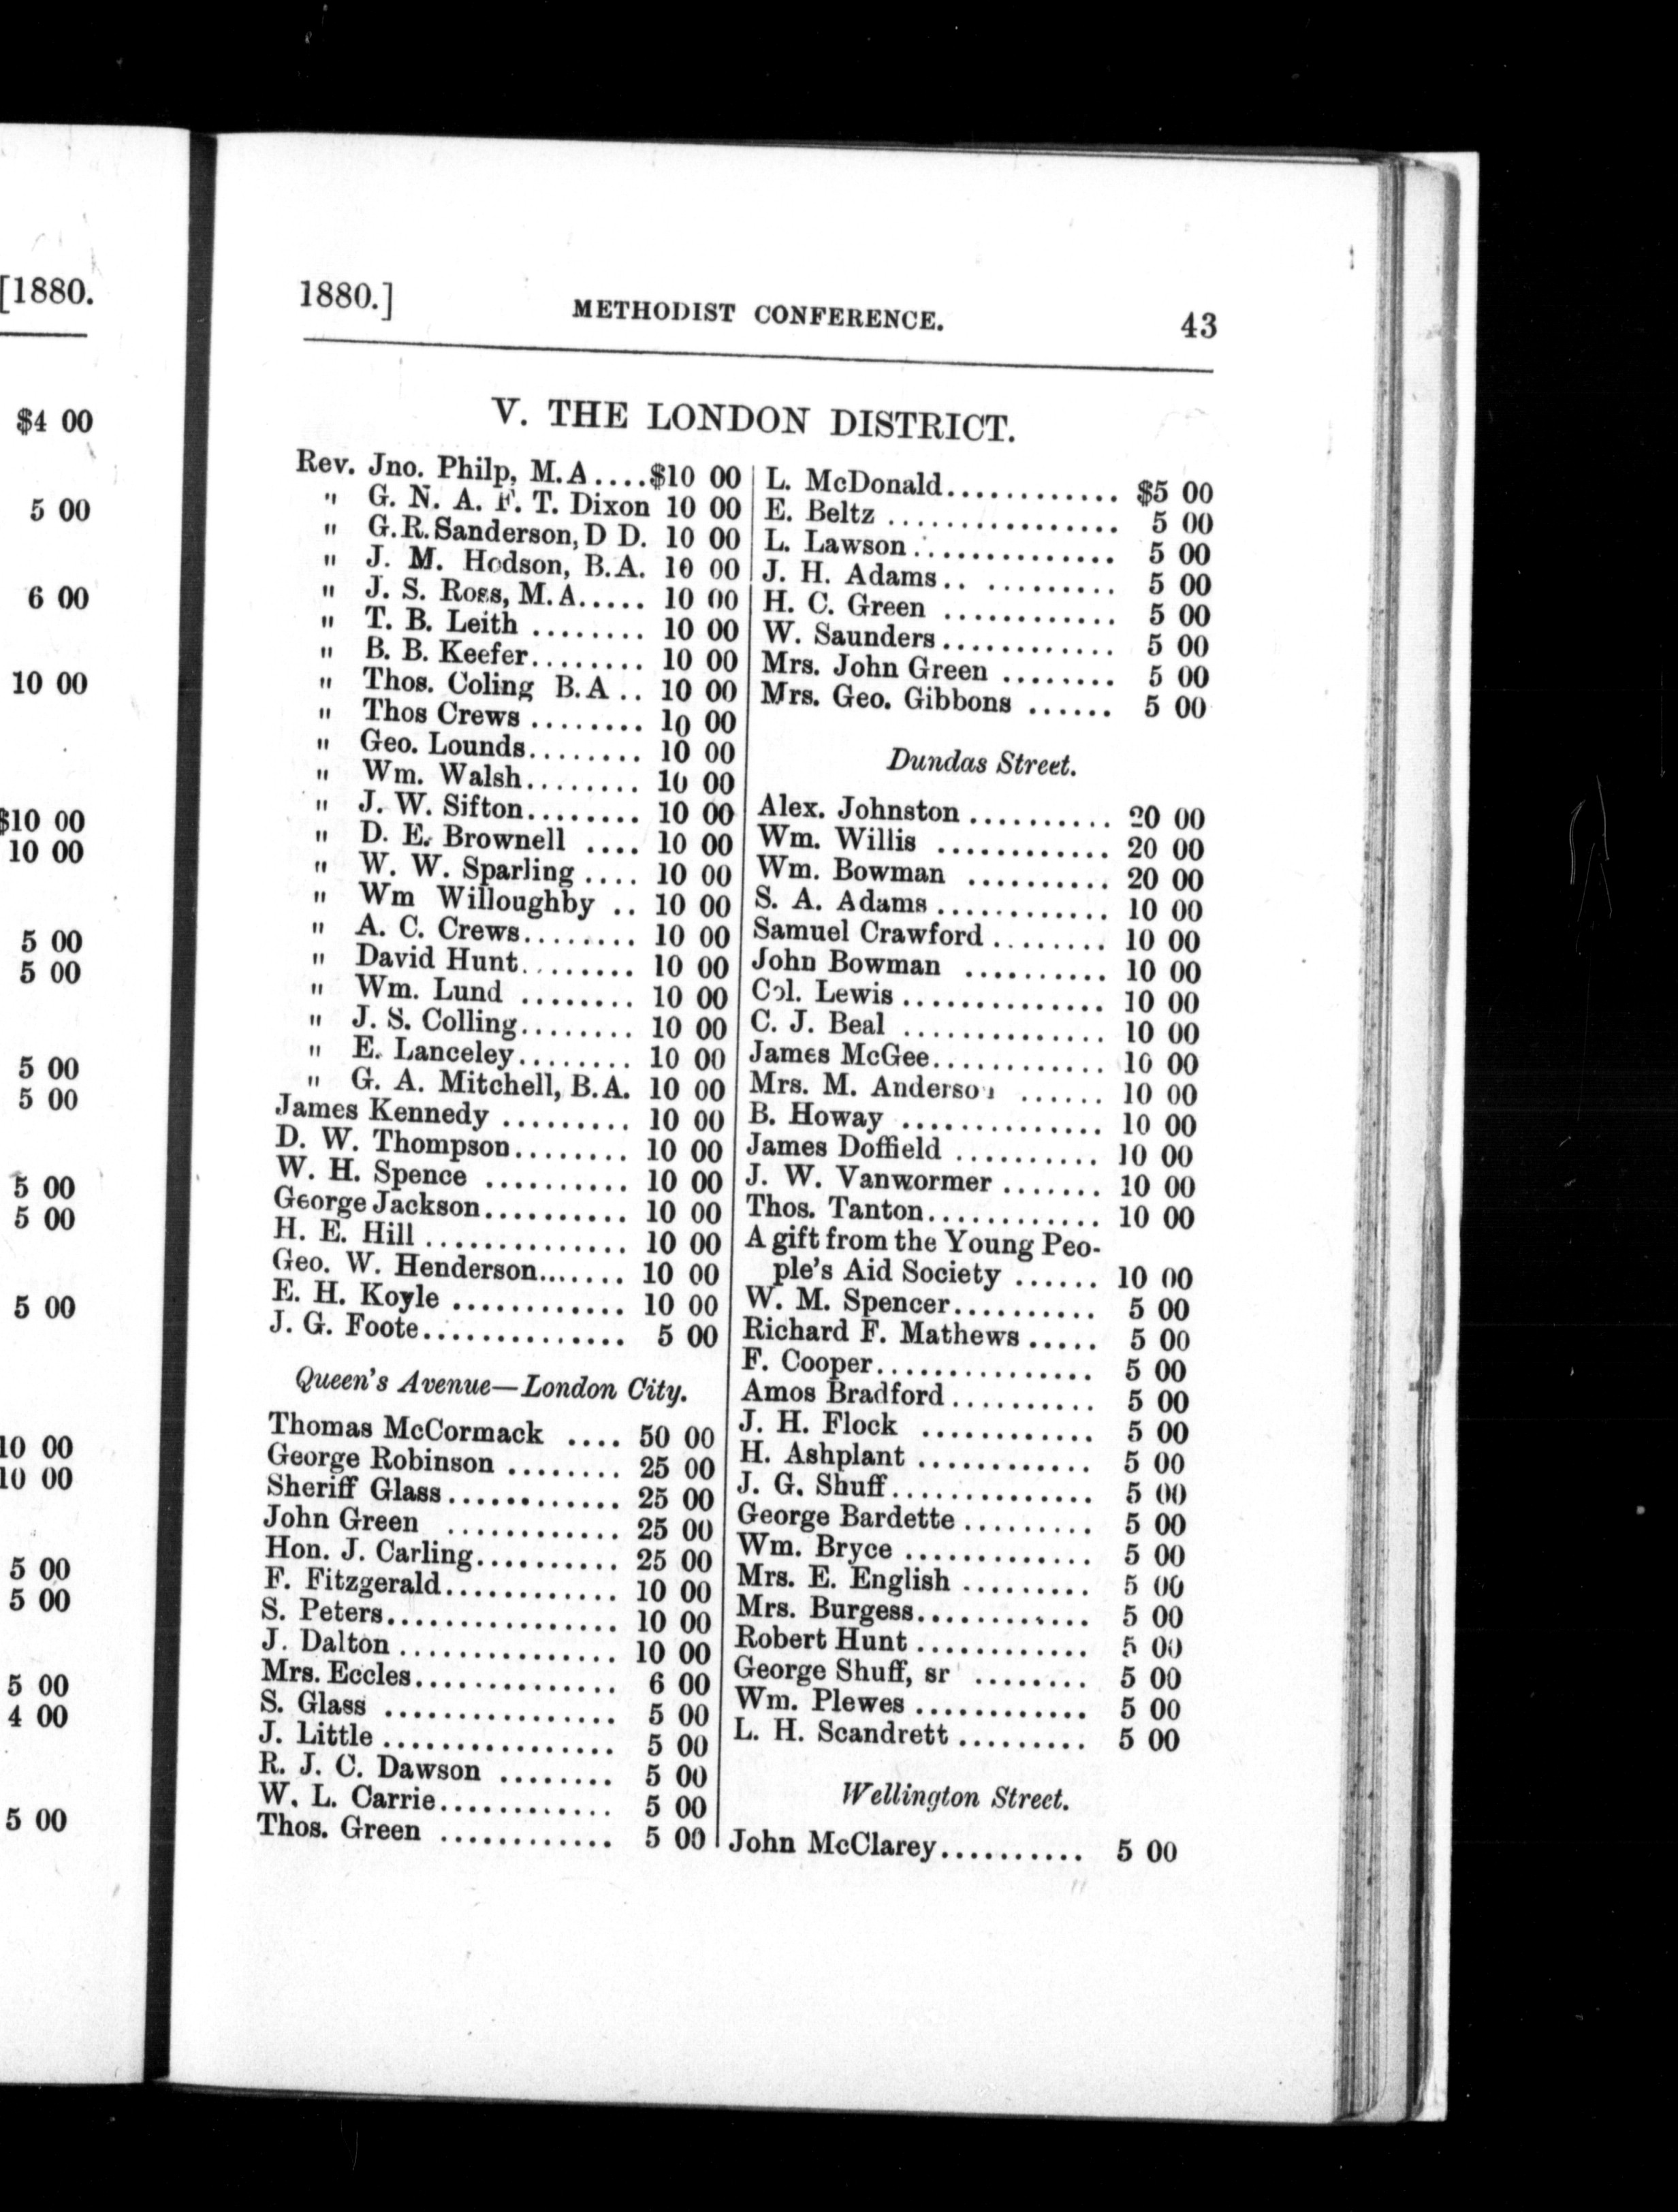 [1880.
$4 00
5 00
6 00
10 00
$10 00
10 00
5 00
5 00
5 00
5 00
5 00
5 00
5 00
10 00
10 00
5 00
5 00
5 00
4 00
5 00
1880.] METHODIST CONFERENCE. 43
V. THE LONDON DISTRICT.
Rev. Jno. Philp, M.A....$10 00
" G. N. A. F. T. Dixon 10 00
" G.R. Sanderson, D D. 10 00
" J. M. Hodson, B.A. 10 00
" J. S. Ross, M.A..... 10 00
" T. B. Leith ........ 10 00
" B. B. Keefer........ 10 00
" Thos. Coling B.A .. 10 00
" Thos Crews ........ 10 00
" Geo. Lounds........ 10 00
" Wm. Walsh........ 10 00
" J. W. Sifton........ 10 00
" D. E. Brownell .... 10 00
" W. W. Sparling .... 10 00
" Wm Willoughby .. 10 00
" A. C. Crews........ 10 00
" David Hunt........ 10 00
" Wm. Lund ........ 10 00
" J. S. Colling........ 10 00
" E. Lanceley........ 10 00
" G. A. Mitchell, B.A. 10 00
James Kennedy ......... 10 00
D. W. Thompson........ 10 00
W. H. Spence .......... 10 00
George Jackson.......... 10 00
H. E. Hill .............. 10 00
Geo. W. Henderson....... 10 00
E. H. Koyle ............ 10 00
J. G. Foote.............. 5 00
Queen's Avenue—London City.
Thomas McCormack .... 50 00
George Robinson ........ 25 00
Sheriff Glass............ 25 00
John Green ............ 25 00
Hon. J. Carling.......... 25 00
F. Fitzgerald............ 10 00
S. Peters................ 10 00
J. Dalton ............... 10 00
Mrs. Eccles.............. 6 00
S. Glass ................ 5 00
J. Little ................ 5 00
R. J. C. Dawson ........ 5 00
W. L. Carrie............ 5 00
Thos. Green ............ 5 00
L. McDonald............ $5 00
E. Beltz ................ 5 00
L. Lawson.............. 5 00
J. H. Adams.. ......... 5 00
H. C. Green ............ 5 00
W. Saunders............ 5 00
Mrs. John Green ........ 5 00
Mrs. Geo. Gibbons ...... 5 00
Dundas Street.
Alex. Johnston .......... 20 00
Wm. Willis ............ 20 00
Wm. Bowman .......... 20 00
S. A. Adams ............ 10 00
Samuel Crawford ........ 10 00
John Bowman .......... 10 00
Col. Lewis .............. 10 00
C. J. Beal .............. 10 00
James McGee............ 10 00
Mrs. M. Anderson ...... 10 00
B. Howay .............. 10 00
James Doffield .......... 10 00
J. W. Vanwormer ....... 10 00
Thos. Tanton............ 10 00
A gift from the Young Peo-
ple's Aid Society ...... 10 00
W. M. Spencer.......... 5 00
Richard F. Mathews ..... 5 00
F. Cooper............... 5 00
Amos Bradford .......... 5 00
J. H. Flock ............ 5 00
H. Ashplant ............ 5 00
J. G. Shuff.............. 5 00
George Bardette ......... 5 00
Wm. Bryce ............. 5 00
Mrs. E. English ......... 5 00
Mrs. Burgess............ 5 00
Robert Hunt ............ 5 00
George Shuff, sr ........ 5 00
Wm. Plewes ............ 5 00
L. H. Scandrett ......... 5 00
Wellington Street.
John McClarey.......... 5 00